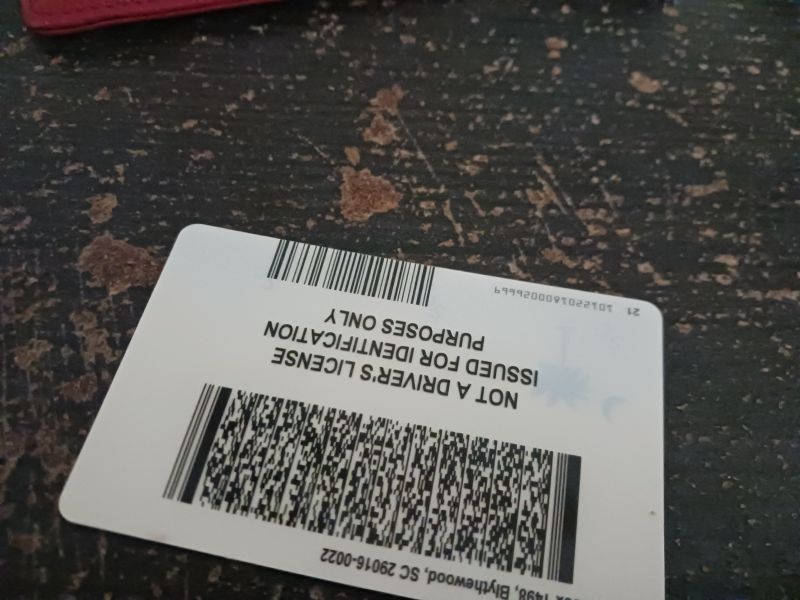 1498, Blythewood, SC 29016-0022
NOT A DRIVER'S LICENSE
ISSUED FOR IDENTIFICATION
PURPOSES ONLY
21